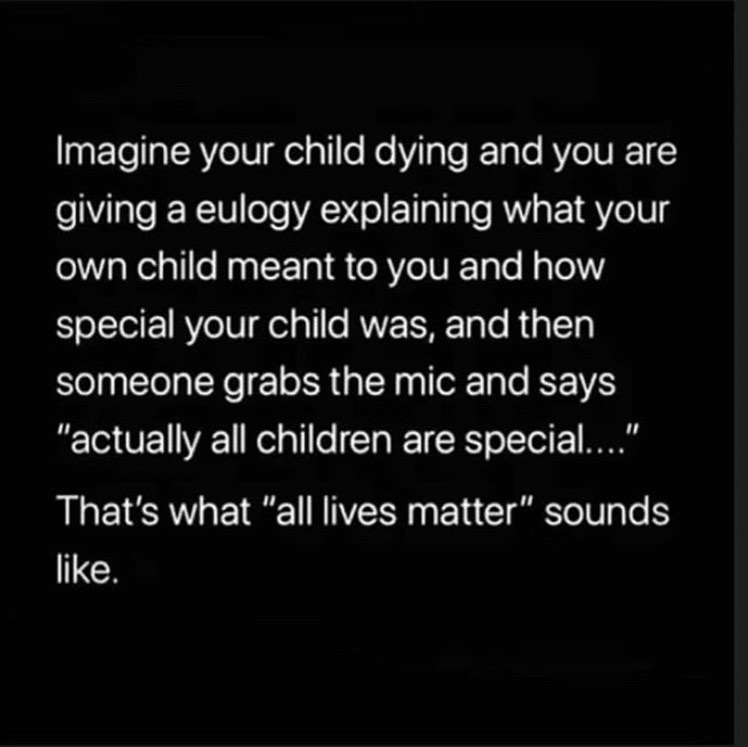 Imagine your child dying and you are
giving a eulogy explaining what your
own child meant to you and how
special your child was, and then
someone grabs the mic and says
"actually all children are special...."
That's what "all lives matter" sounds
like.